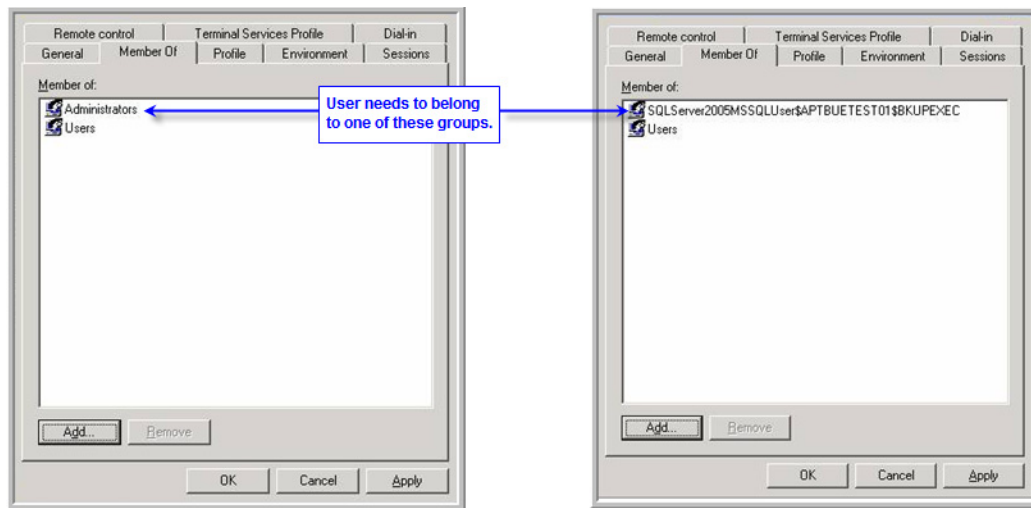 Remote control Terminal Services Profile Dial-in
General Member Of Profile Environment Sessions
Member of:
Administrators
Users
Add... Remove
OK Cancel Apply
User needs to belong
to one of these groups.
Remote control Terminal Services Profile Dial-in
General Member Of Profile Environment Sessions
Member of:
SQLServer2005MSSQLUser$APTBUETEST01$BKUPEXEC
Users
Add... Remove
OK Cancel Apply